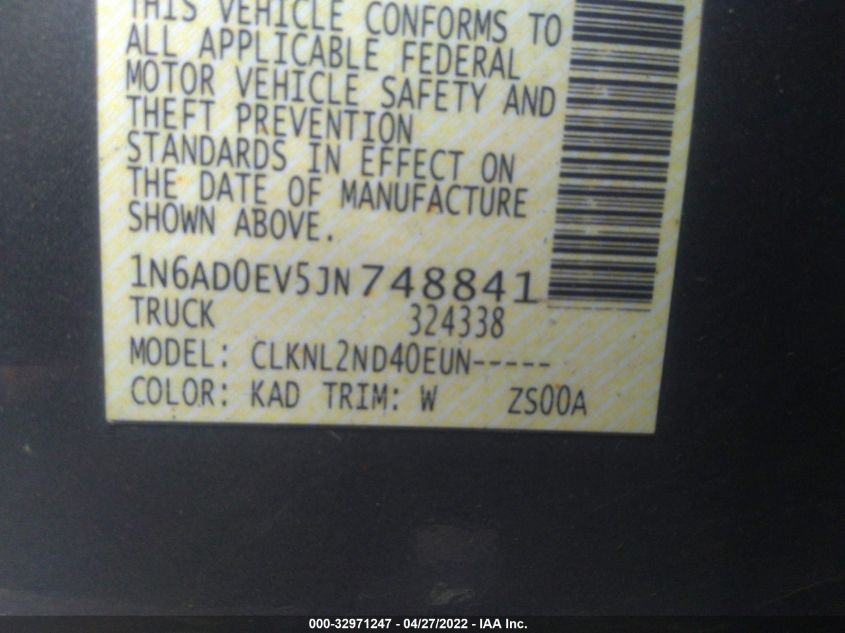 THIS VEHICLE CONFORMS TO
ALL APPLICABLE FEDERAL
MOTOR VEHICLE SAFETY AND
THEFT PREVENTION
STANDARDS IN EFFECT ON
THE DATE OF MANUFACTURE
SHOWN ABOVE.
1N6AD0EV5JN748841
TRUCK 324338
MODEL: CLKNL2ND40EUN-----
COLOR: KAD TRIM: W ZS00A
000-32971247 - 04/27/2022 - IAA Inc.